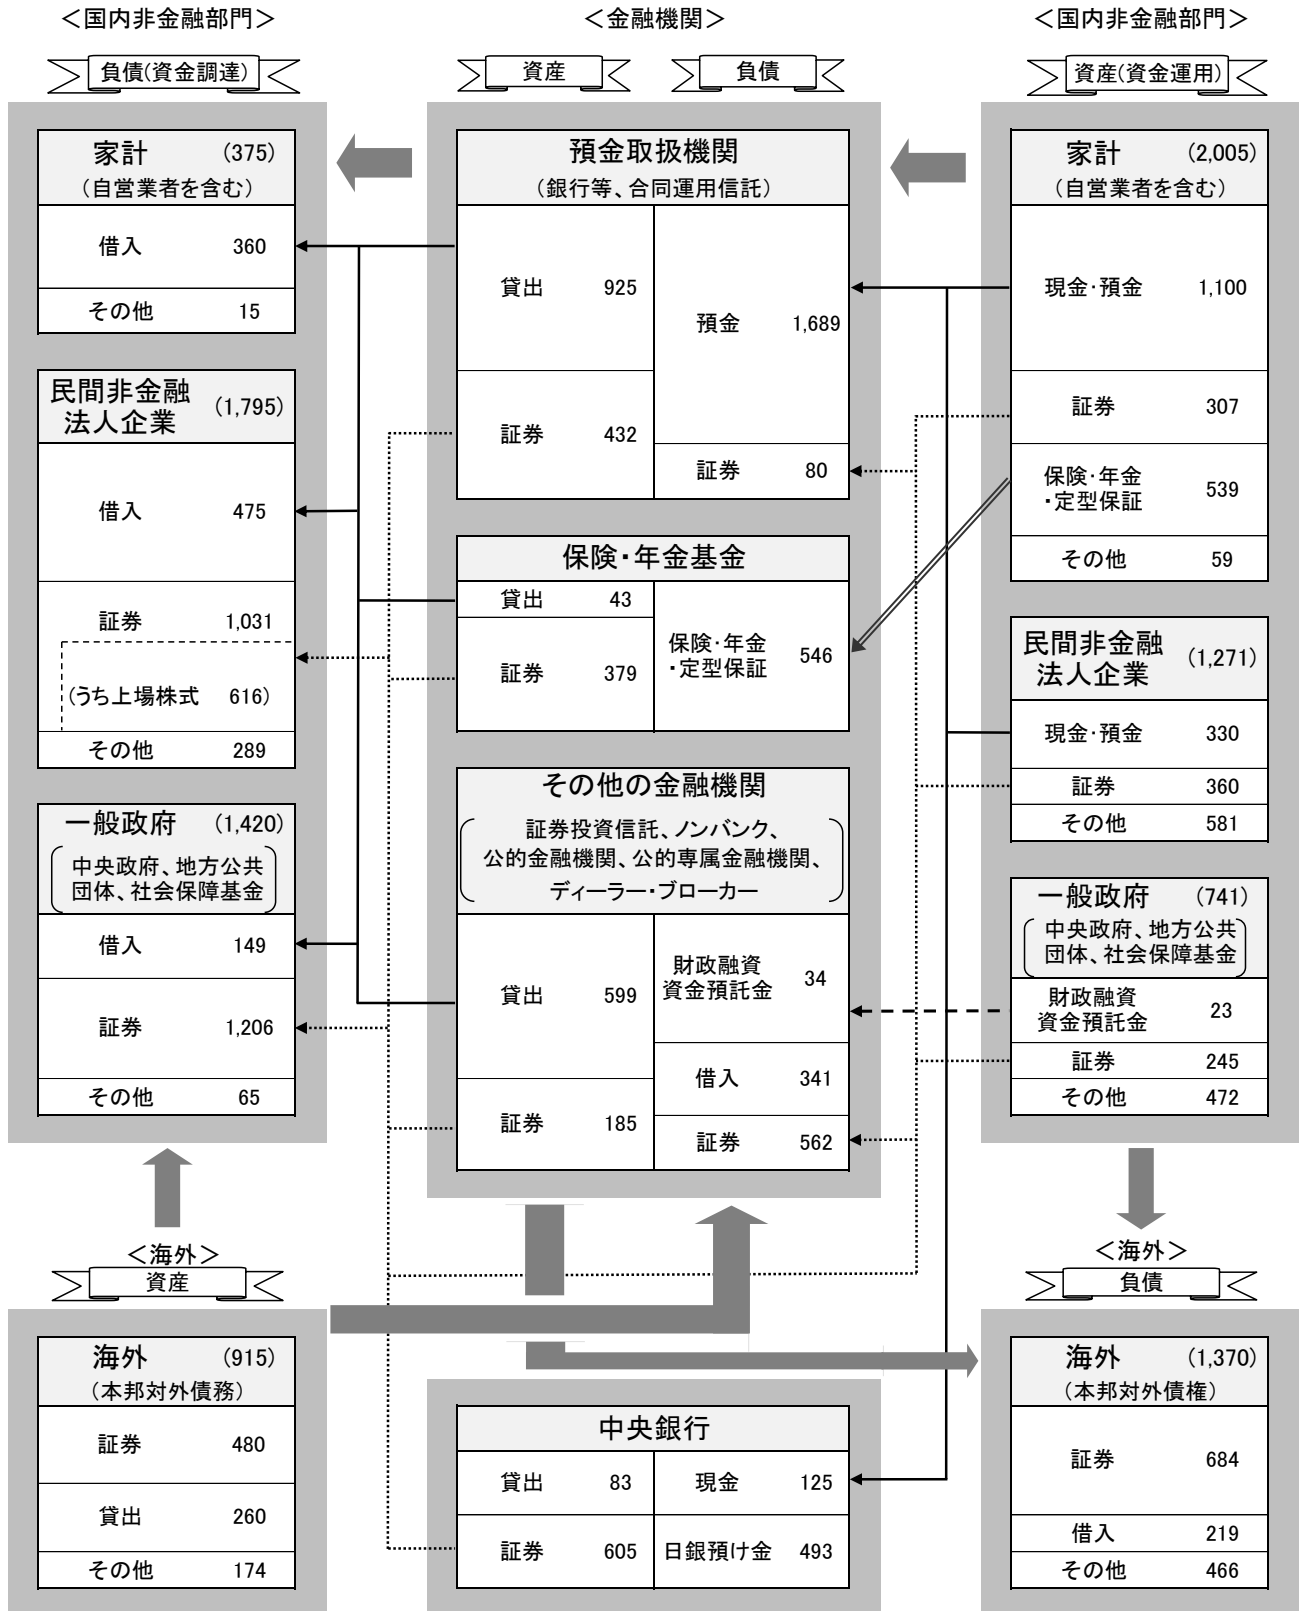 ＜国内非金融部門＞
負債(資金調達)
家計 (375)
（自営業者を含む）
借入 360
その他 15
民間非金融
法人企業 (1,795)
借入 475
証券 1,031
(うち上場株式 616)
その他 289
一般政府 (1,420)
中央政府、地方公共
団体、社会保障基金
借入 149
証券 1,206
その他 65
＜海外＞
資産
海外 (915)
（本邦対外債務）
証券 480
貸出 260
その他 174
＜金融機関＞
資産 負債
預金取扱機関
（銀行等、合同運用信託）
貸出 925
証券 432
預金 1,689
証券 80
保険・年金基金
貸出 43
証券 379
保険・年金
・定型保証 546
その他の金融機関
証券投資信託、ノンバンク、
公的金融機関、公的専属金融機関、
ディーラー・ブローカー
貸出 599
証券 185
財政融資
資金預託金 34
借入 341
証券 562
中央銀行
貸出 83
証券 605
現金 125
日銀預け金 493
＜国内非金融部門＞
資産(資金運用)
家計 (2,005)
（自営業者を含む）
現金・預金 1,100
証券 307
保険・年金
・定型保証 539
その他 59
民間非金融
法人企業 (1,271)
現金・預金 330
証券 360
その他 581
一般政府 (741)
中央政府、地方公共
団体、社会保障基金
財政融資
資金預託金 23
証券 245
その他 472
＜海外＞
負債
海外 (1,370)
（本邦対外債権）
証券 684
借入 219
その他 466